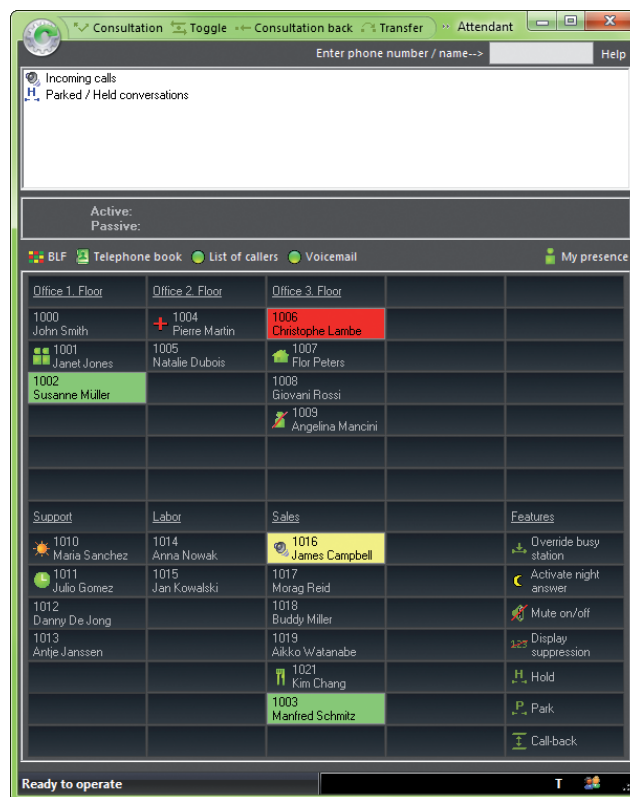 Consultation Toggle Consultation back Transfer Attendant
Enter phone number / name--> Help
Incoming calls
H Parked / Held conversations
Active:
Passive:
BLF Telephone book List of callers Voicemail My presence
Office 1. Floor Office 2. Floor Office 3. Floor
1000 1004 1006
John Smith Pierre Martin Christophe Lambe
1001 1005 1007
Janet Jones Natalie Dubois Flor Peters
1002 1008
Susanne Müller Giovani Rossi
1009
Angelina Mancini
Support Labor Sales Features
1010 1014 1016 Override busy
Maria Sanchez Anna Nowak James Campbell station
1011 1015 1017 Activate night
Julio Gomez Jan Kowalski Morag Reid answer
1012 1018 Mute on/off
Danny De Jong Buddy Miller
1013 1019 123 Display
Antje Janssen Aikko Watanabe suppression
1021 H Hold
Kim Chang
1003 P Park
Manfred Schmitz
Call-back
Ready to operate T